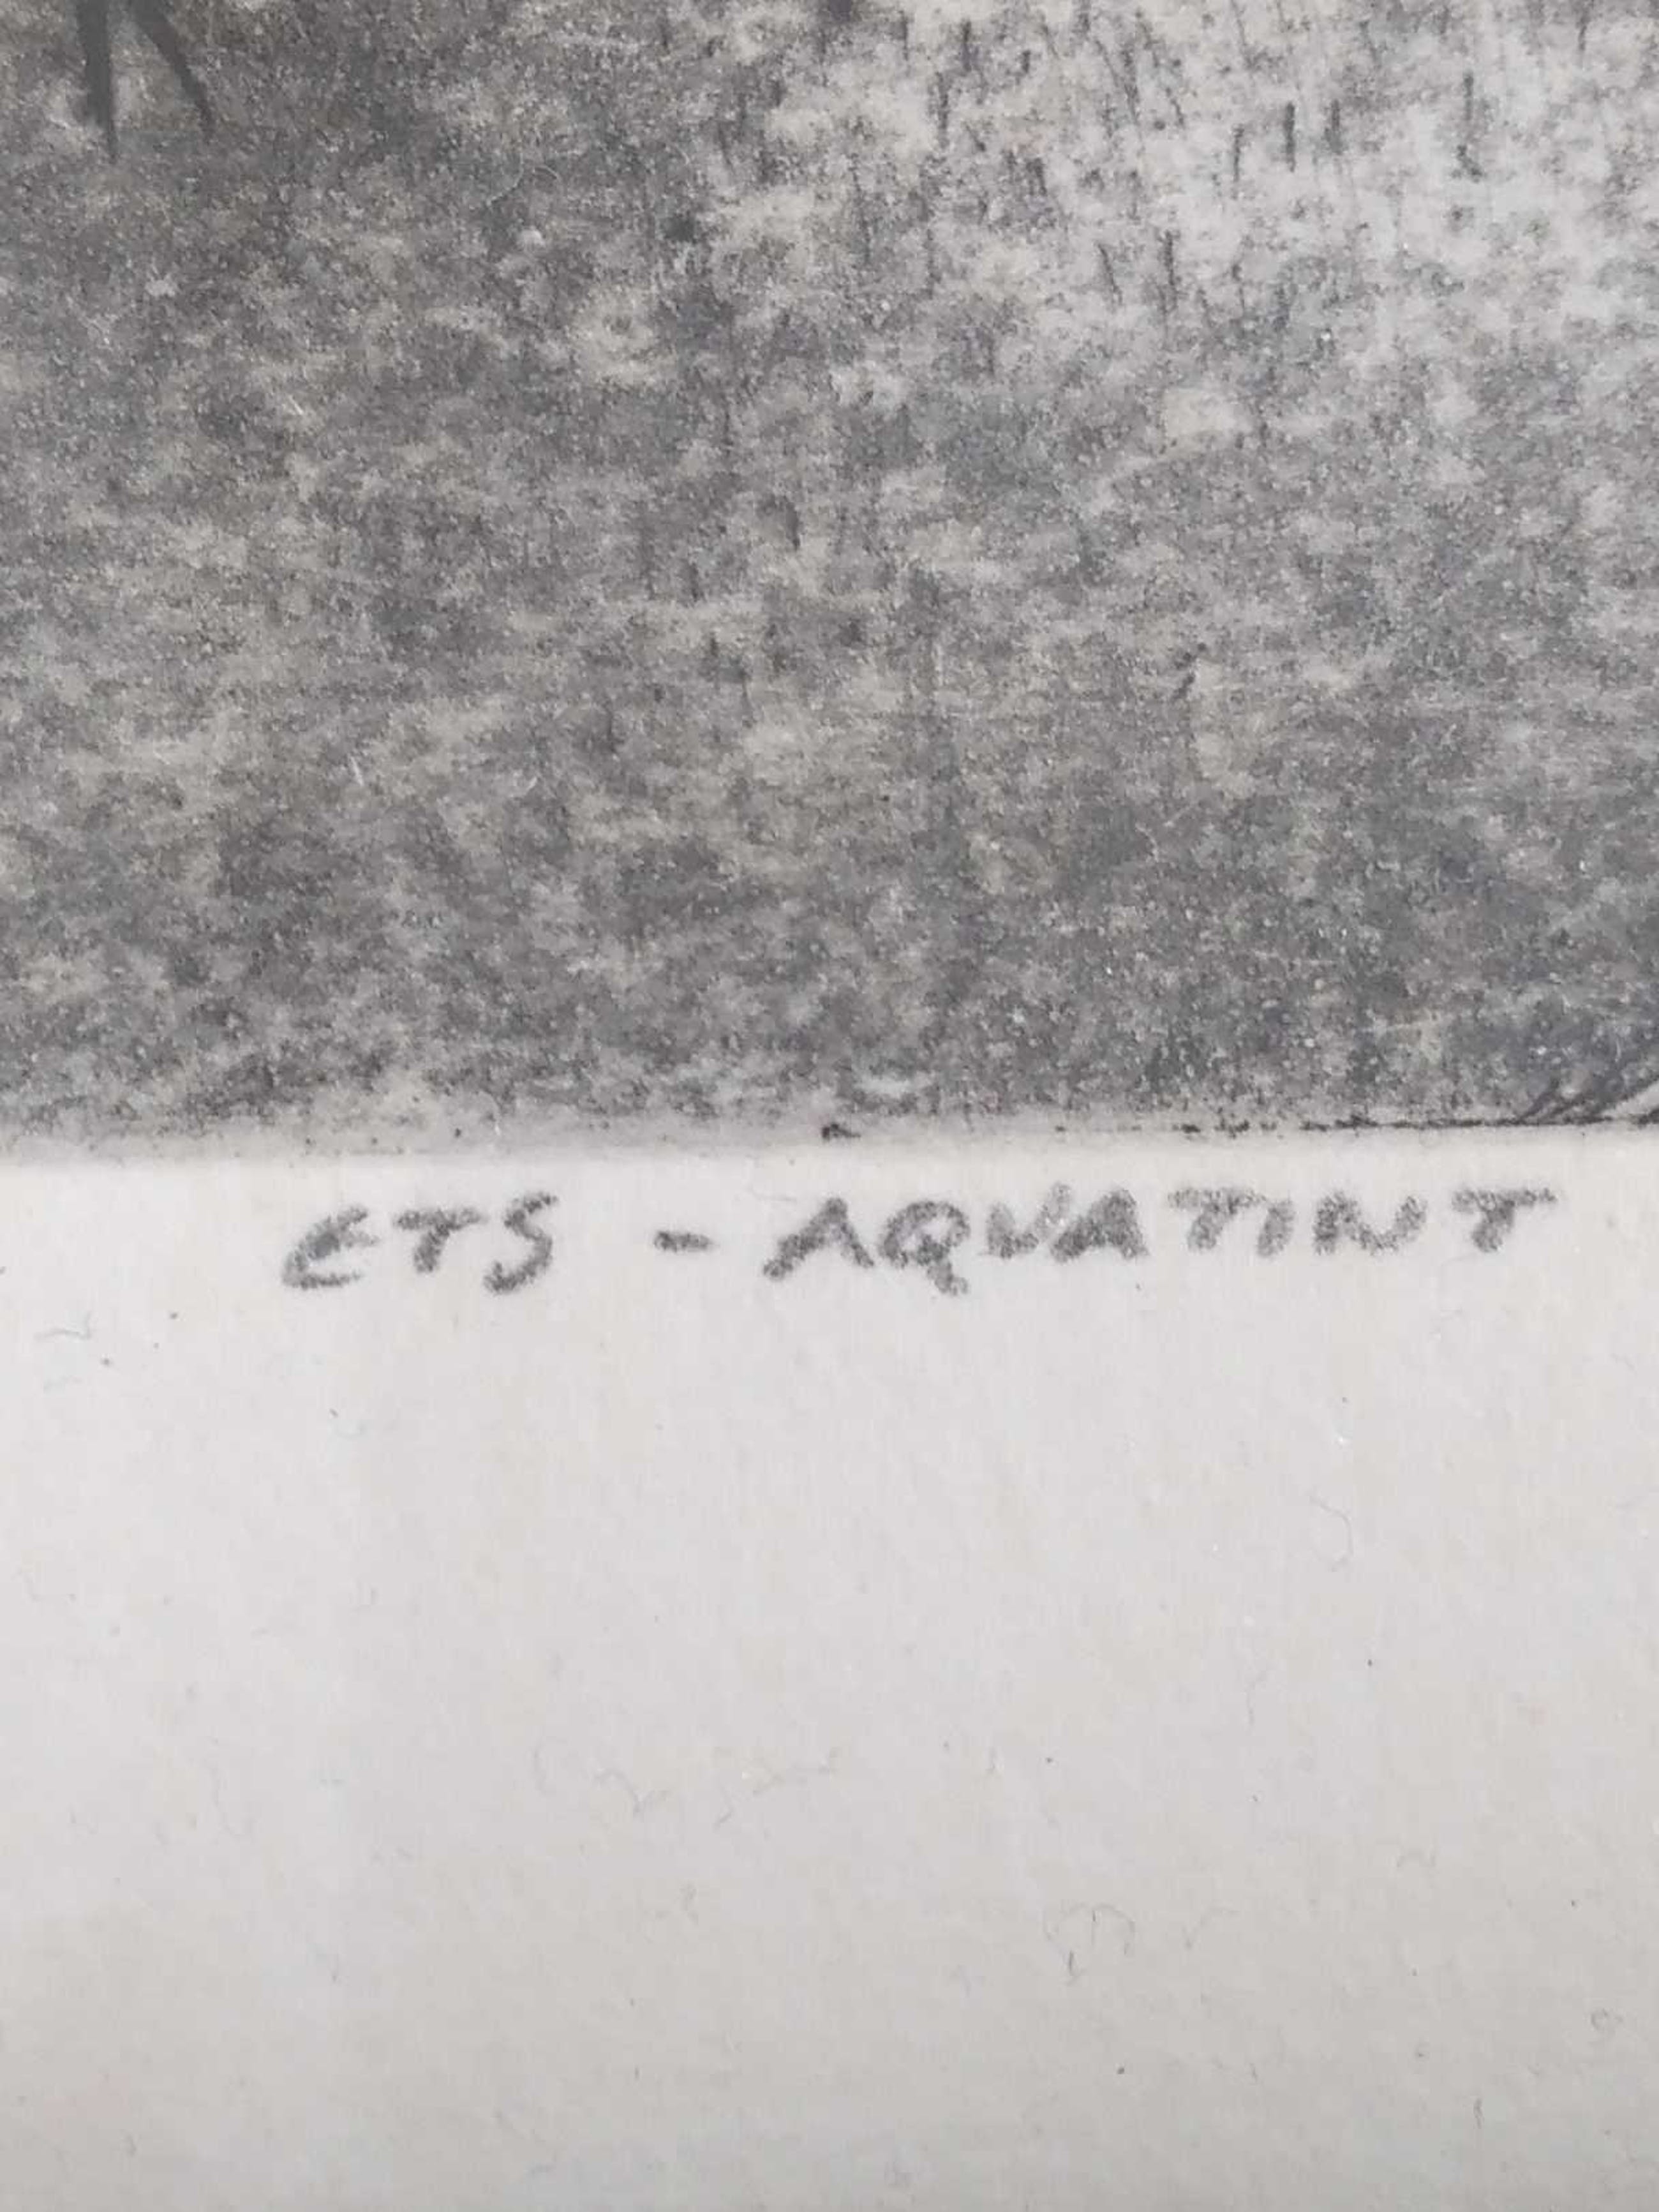 ETS - AQUATINT